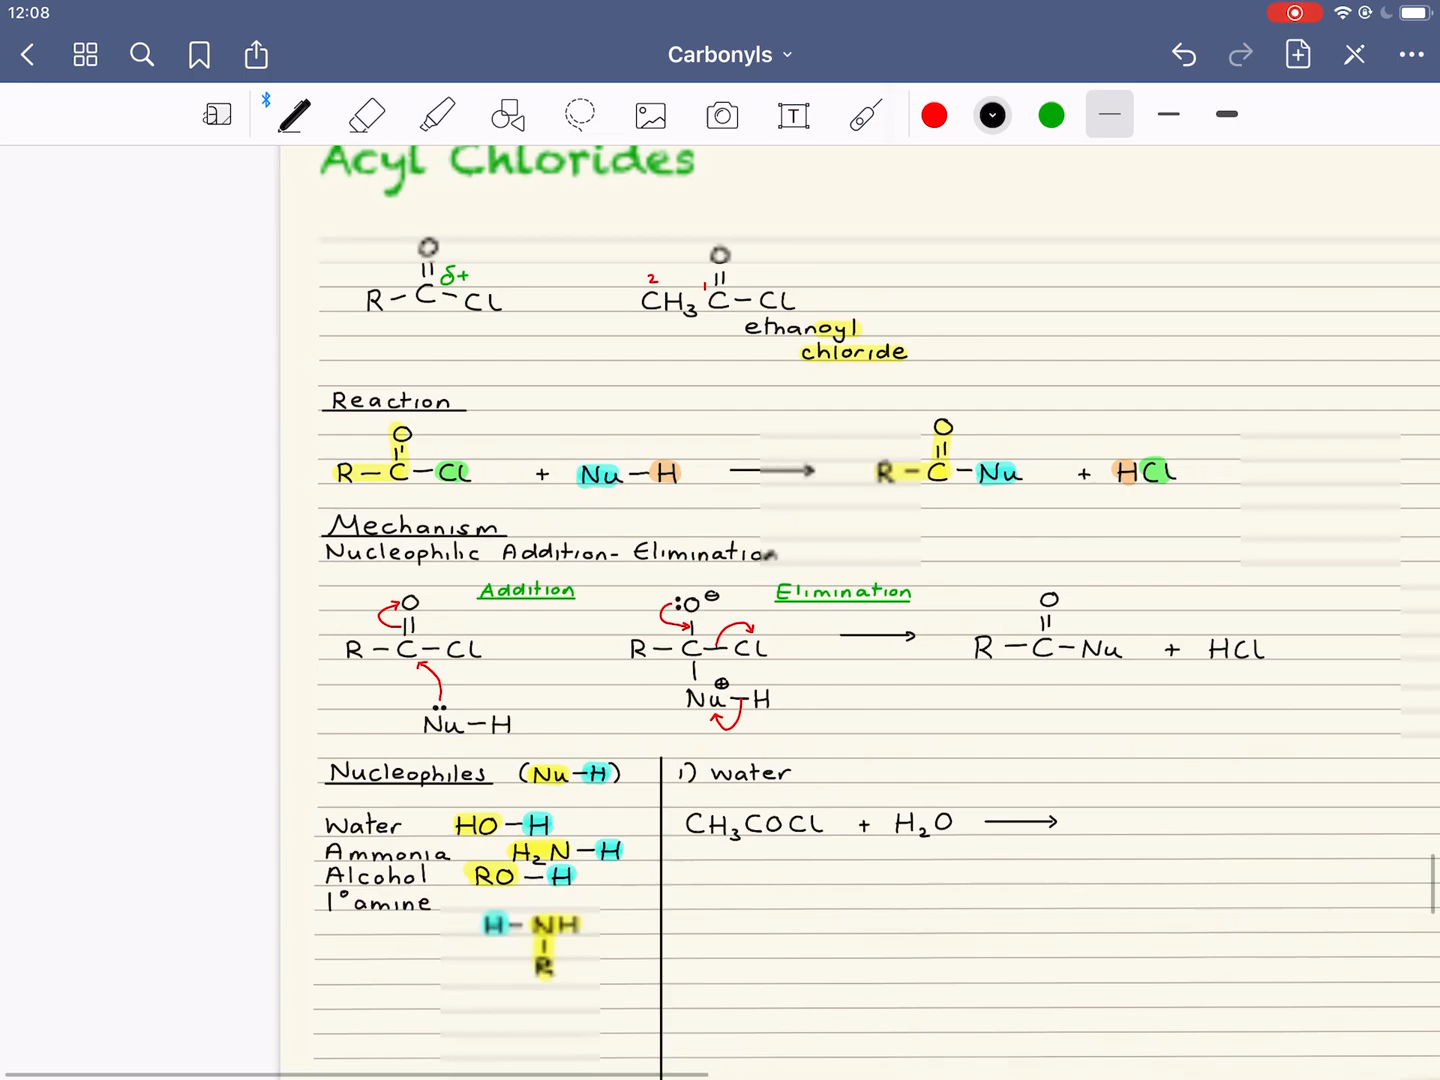 12:08
Carbonyls
T
Acyl Chlorides
O
||
δ+
R - C - Cl
O
||
2 1
CH₃ C - Cl
ethanoyl
chloride
Reaction
O O
|| ||
R - C - Cl + Nu - H ⟶ R - C - Nu + HCl
Mechanism
Nucleophilic Addition- Elimination
Addition Elimination
O :O ⊖ O
|| | ||
R - C - Cl R - C - Cl ⟶ R - C - Nu + HCl
| ⊕
Nu - H
••
Nu - H
Nucleophiles (Nu-H)
Water HO - H
Ammonia H₂N - H
Alcohol RO - H
1° amine
H - NH
|
R
1) water
CH₃COCl + H₂O ⟶